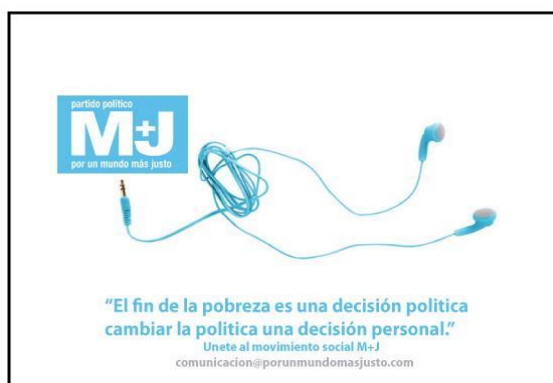 partido político
M+J
por un mundo más justo
“El fin de la pobreza es una decisión politica
cambiar la politica una decisión personal.”
Unete al movimiento social M+J
comunicacion@porunmundomasjusto.com